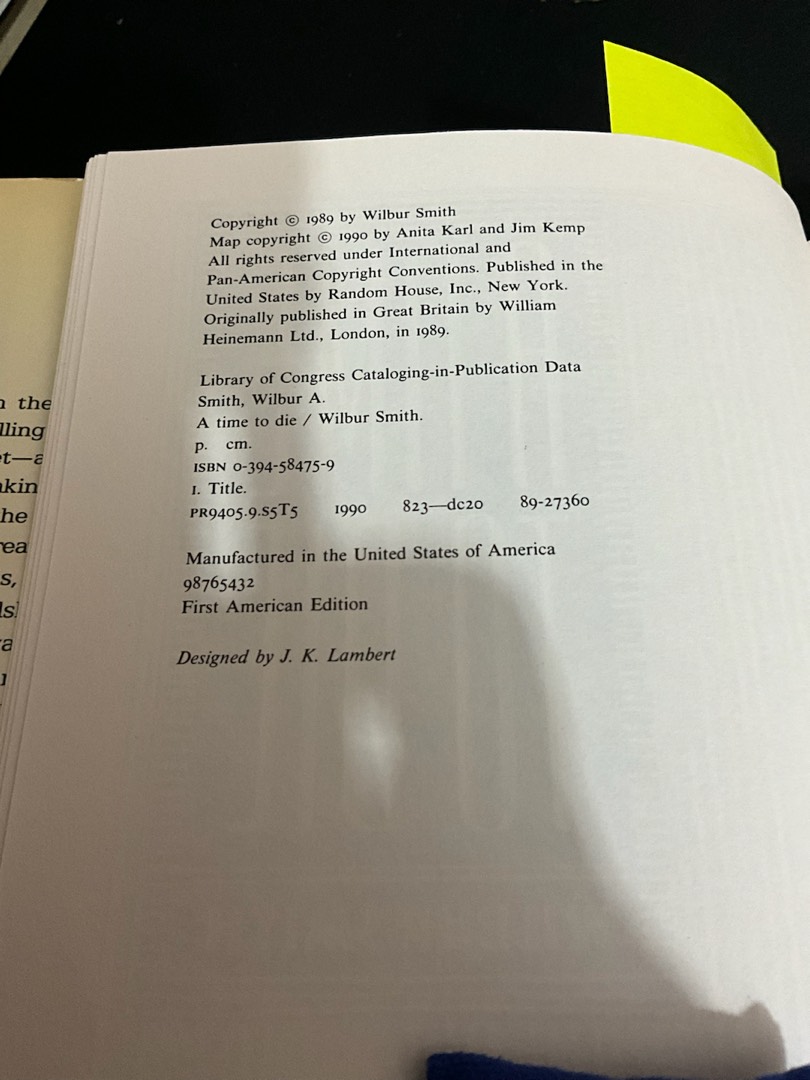 Copyright © 1989 by Wilbur Smith
Map copyright © 1990 by Anita Karl and Jim Kemp
All rights reserved under International and
Pan-American Copyright Conventions. Published in the
United States by Random House, Inc., New York.
Originally published in Great Britain by William
Heinemann Ltd., London, in 1989.
Library of Congress Cataloging-in-Publication Data
Smith, Wilbur A.
A time to die / Wilbur Smith.
p. cm.
ISBN 0-394-58475-9
I. Title.
PR9405.9.S5T5 1990 823—dc20 89-27360
Manufactured in the United States of America
98765432
First American Edition
Designed by J. K. Lambert
the